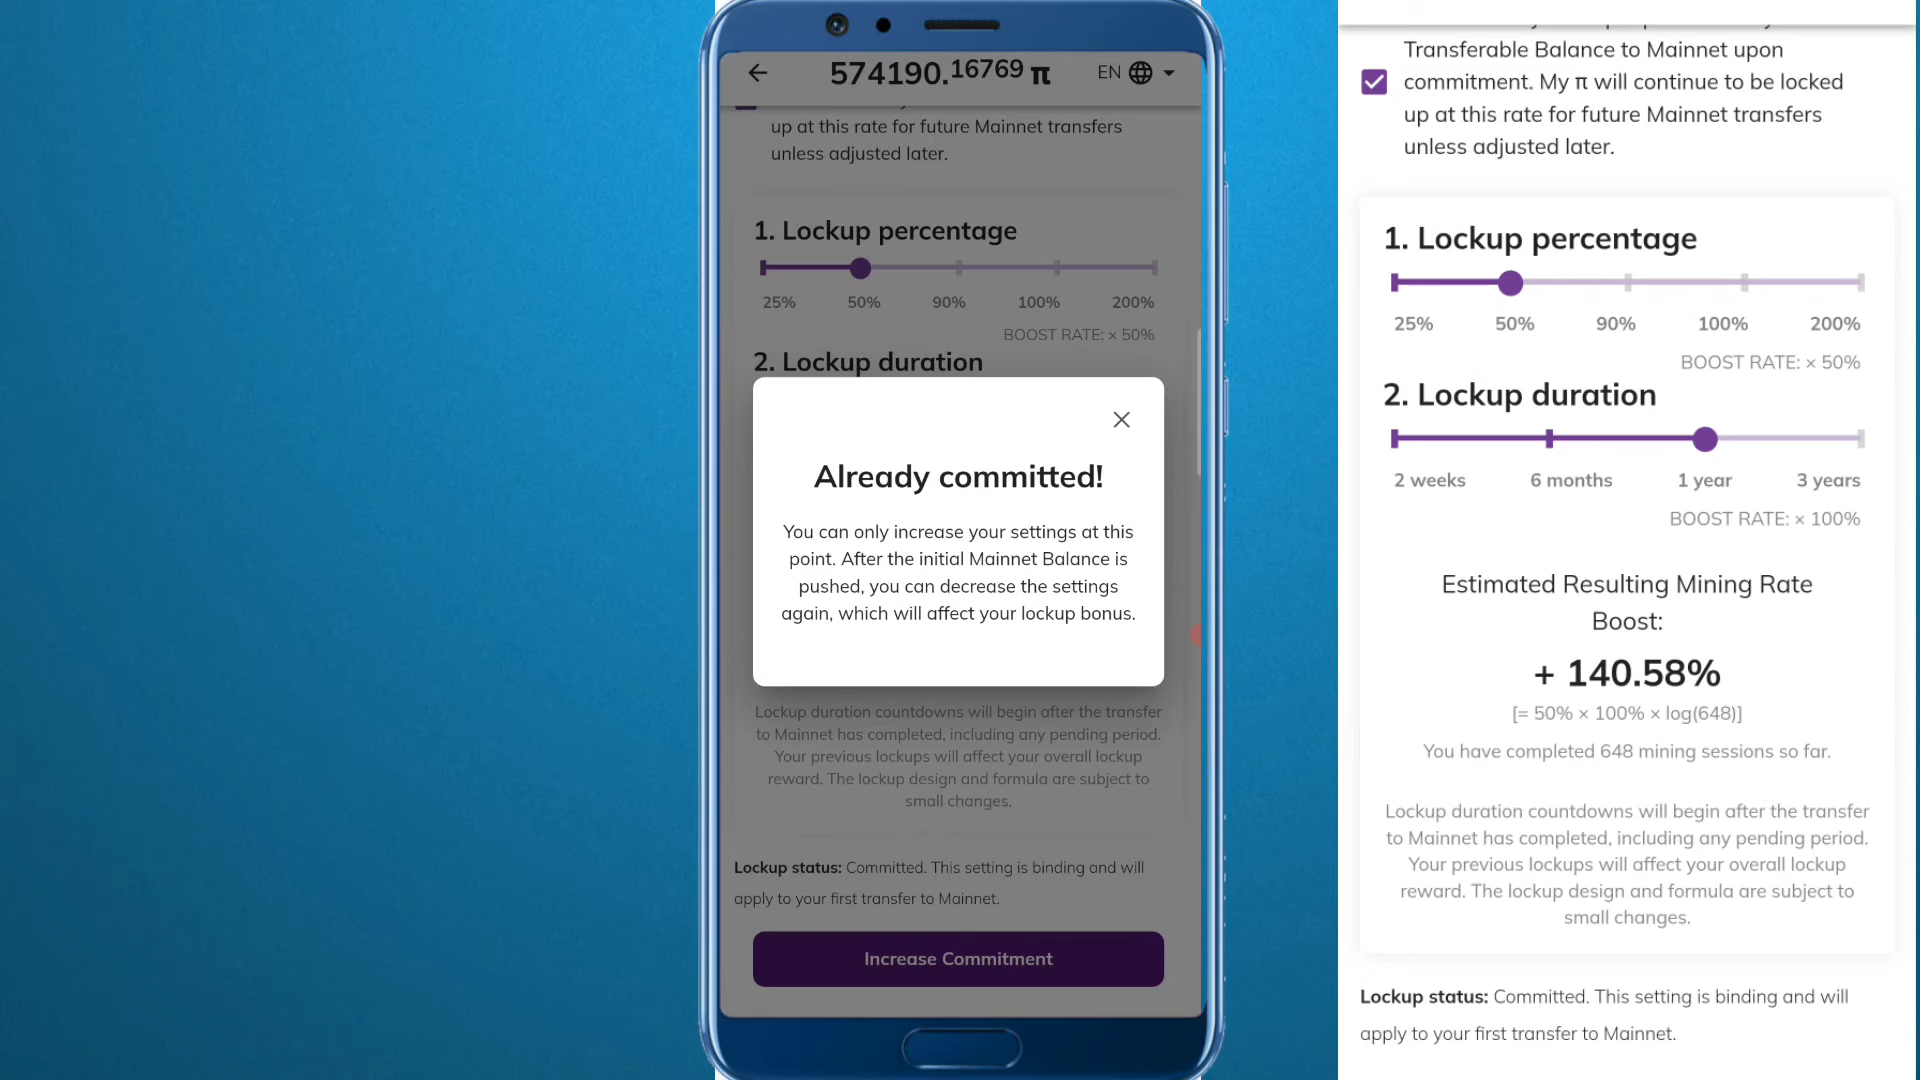 574190.16769 π
EN
up at this rate for future Mainnet transfers
unless adjusted later.
1. Lockup percentage
25% 50% 90% 100% 200%
BOOST RATE: × 50%
2. Lockup duration
Already committed!
You can only increase your settings at this
point. After the initial Mainnet Balance is
pushed, you can decrease the settings
again, which will affect your lockup bonus.
Lockup duration countdowns will begin after the transfer
to Mainnet has completed, including any pending period.
Your previous lockups will affect your overall lockup
reward. The lockup design and formula are subject to
small changes.
Lockup status: Committed. This setting is binding and will
apply to your first transfer to Mainnet.
Increase Commitment
Transferable Balance to Mainnet upon
commitment. My π will continue to be locked
up at this rate for future Mainnet transfers
unless adjusted later.
1. Lockup percentage
25% 50% 90% 100% 200%
BOOST RATE: × 50%
2. Lockup duration
2 weeks 6 months 1 year 3 years
BOOST RATE: × 100%
Estimated Resulting Mining Rate
Boost:
+ 140.58%
[= 50% × 100% × log(648)]
You have completed 648 mining sessions so far.
Lockup duration countdowns will begin after the transfer
to Mainnet has completed, including any pending period.
Your previous lockups will affect your overall lockup
reward. The lockup design and formula are subject to
small changes.
Lockup status: Committed. This setting is binding and will
apply to your first transfer to Mainnet.